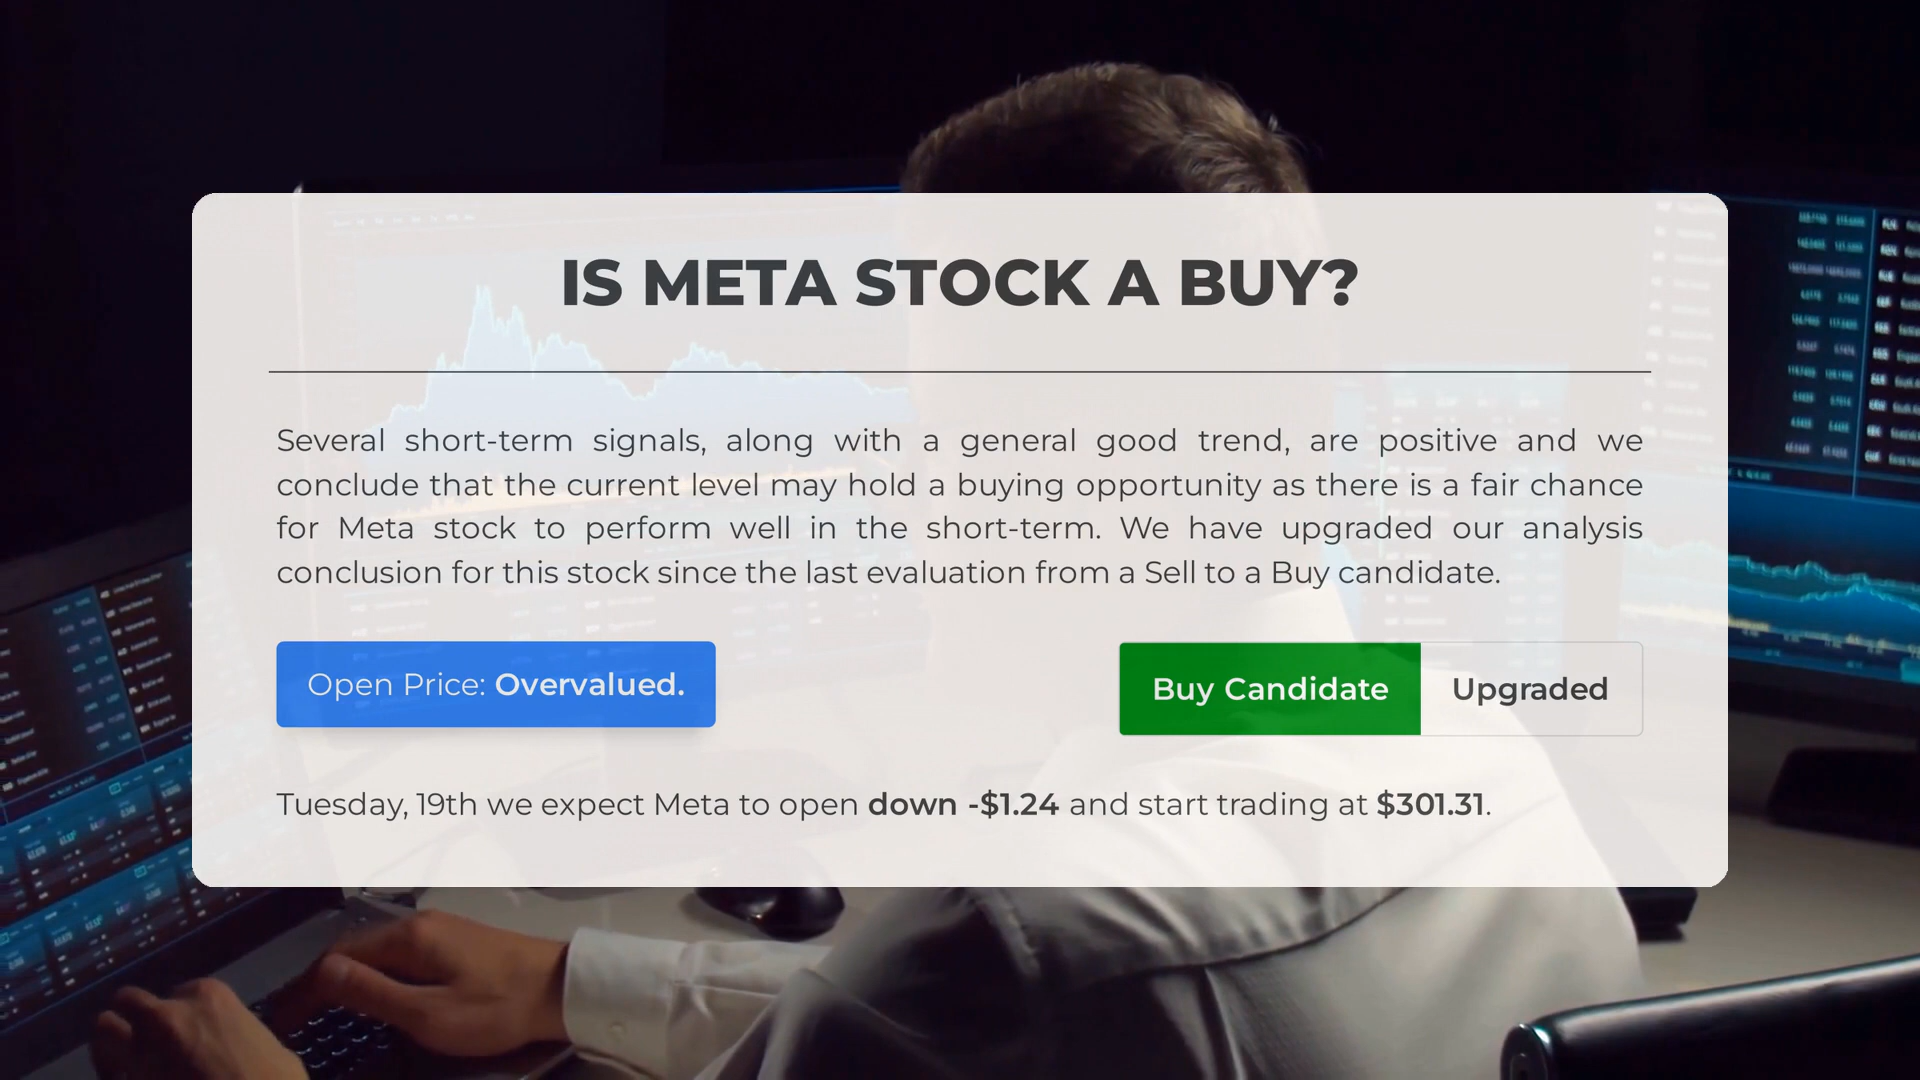 IS META STOCK A BUY?
Several short-term signals, along with a general good trend, are positive and we
conclude that the current level may hold a buying opportunity as there is a fair chance
for Meta stock to perform well in the short-term. We have upgraded our analysis
conclusion for this stock since the last evaluation from a Sell to a Buy candidate.
Open Price: Overvalued.
Buy Candidate Upgraded
Tuesday, 19th we expect Meta to open down -$1.24 and start trading at $301.31.